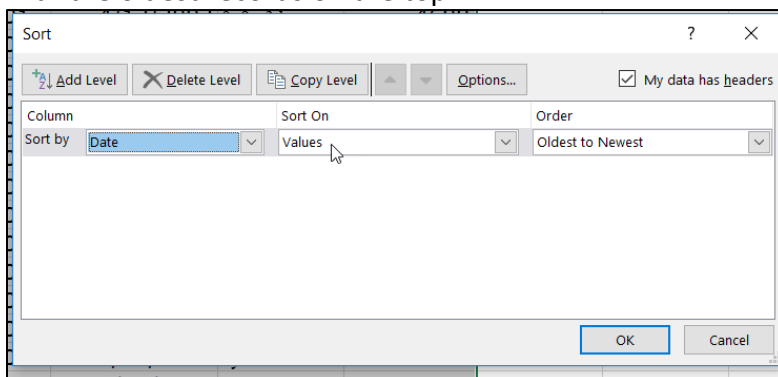 Sort ?
Add Level Delete Level Copy Level Options... My data has headers
Column Sort On Order
Sort by Date Values Oldest to Newest
OK Cancel